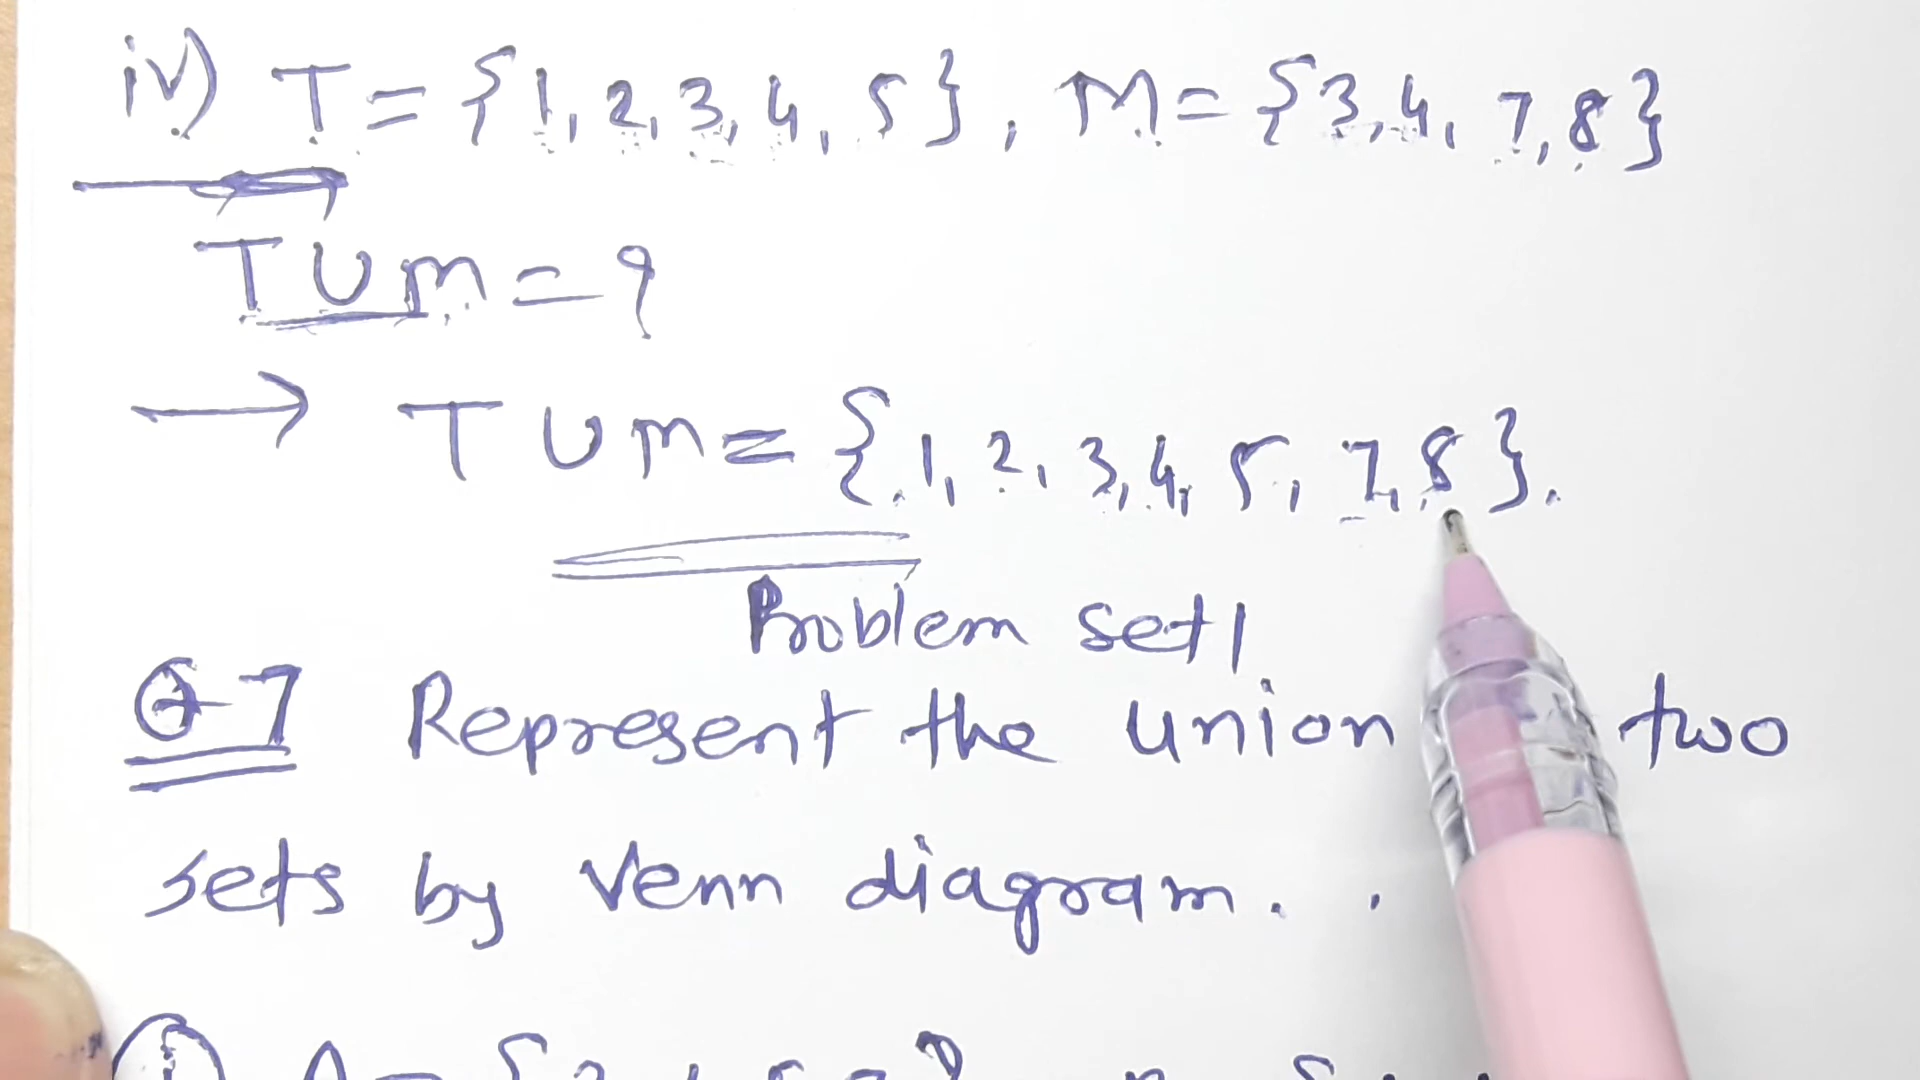 iv) T = {1, 2, 3, 4, 5}, M = {3, 4, 7, 8}
T U M = ?
→ T U M = {1, 2, 3, 4, 5, 7, 8}.
Problem set 1
Q7 Represent the union two
sets by Venn diagram.